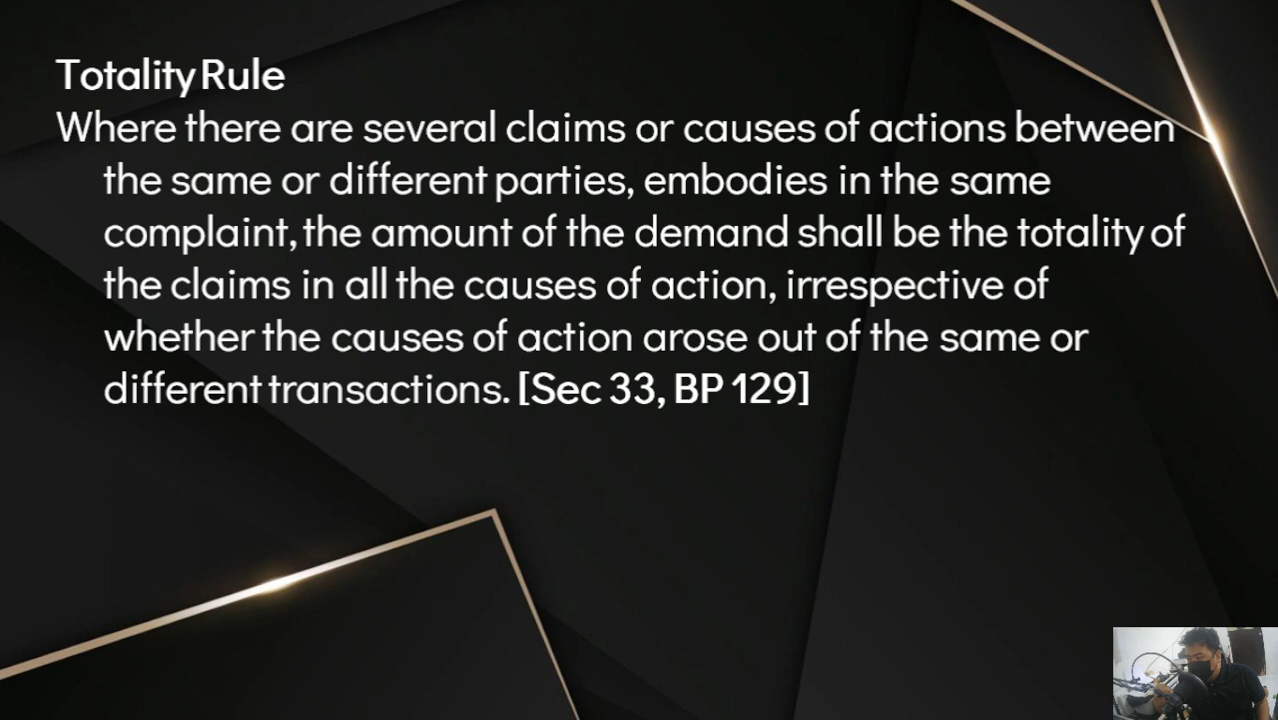 Totality Rule
Where there are several claims or causes of actions between
the same or different parties, embodies in the same
complaint, the amount of the demand shall be the totality of
the claims in all the causes of action, irrespective of
whether the causes of action arose out of the same or
different transactions. [Sec 33, BP 129]